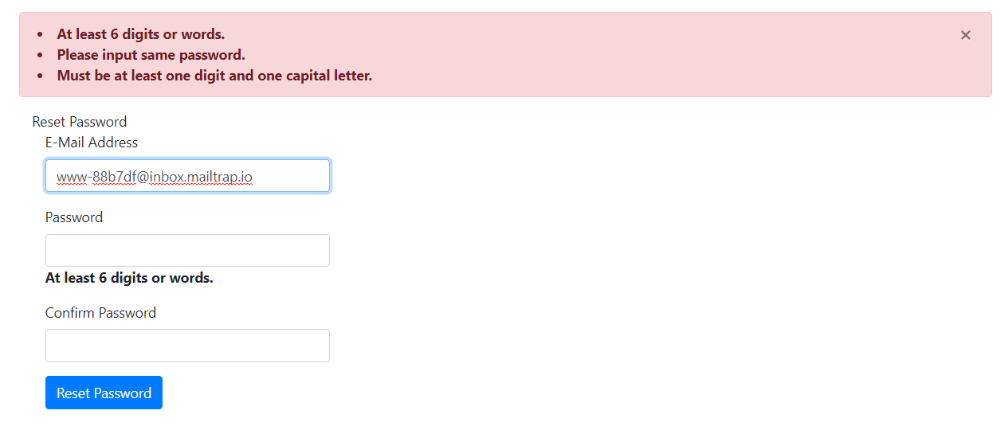 At least 6 digits or words.
Please input same password.
Must be at least one digit and one capital letter.
Reset Password
E-Mail Address
www-88b7df@inbox.mailtrap.io
Password
At least 6 digits or words.
Confirm Password
Reset Password